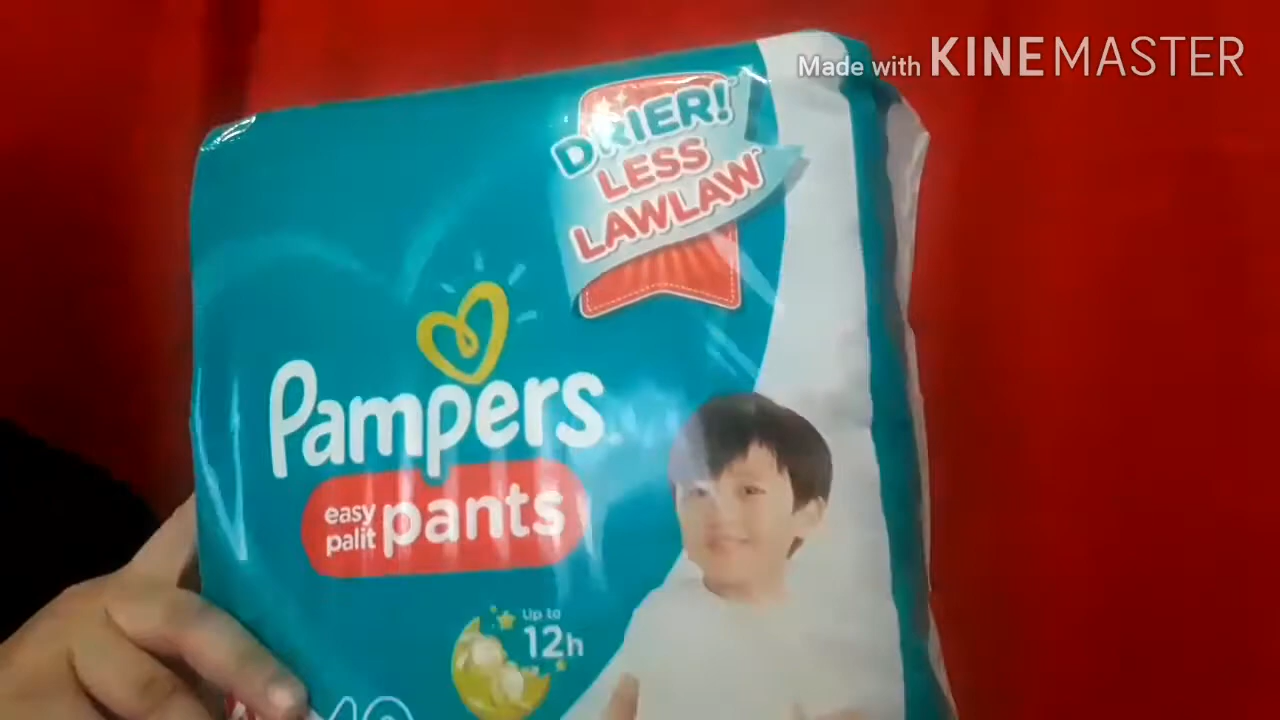 Made with KINEMASTER
DRIER!
LESS
LAWLAW
Pampers
easy
palit pants
Up to
12h